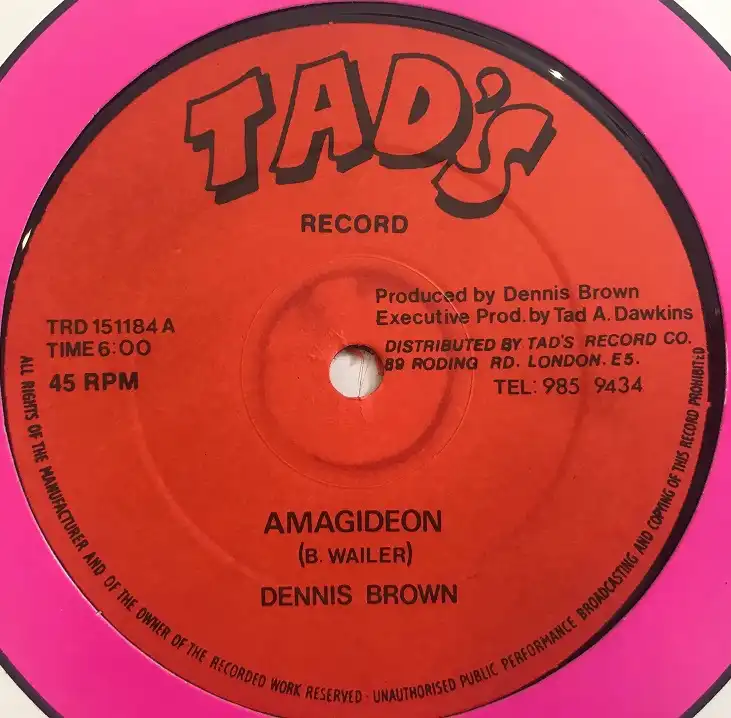 TAD'S
RECORD
Produced by Dennis Brown
Executive Prod. by Tad A. Dawkins
DISTRIBUTED BY TAD'S RECORD CO.
89 RODING RD. LONDON. E5.
TEL: 985 9434
TRD 151184 A
TIME 6:00
45 RPM
AMAGIDEON
(B. WAILER)
DENNIS BROWN
ALL RIGHTS OF THE MANUFACTURER AND OF THE OWNER OF THE RECORDED WORK RESERVED · UNAUTHORISED PUBLIC PERFORMANCE BROADCASTING AND COPYING OF THIS RECORD PROHIBITED